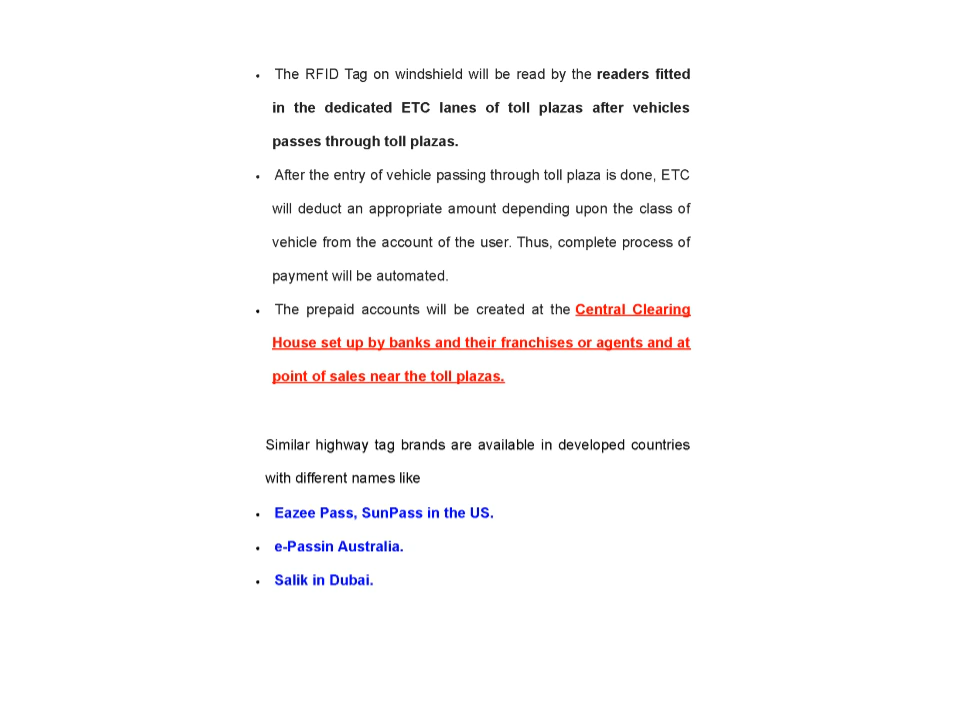 • The RFID Tag on windshield will be read by the readers fitted
in the dedicated ETC lanes of toll plazas after vehicles
passes through toll plazas.
• After the entry of vehicle passing through toll plaza is done, ETC
will deduct an appropriate amount depending upon the class of
vehicle from the account of the user. Thus, complete process of
payment will be automated.
• The prepaid accounts will be created at the Central Clearing
House set up by banks and their franchises or agents and at
point of sales near the toll plazas.
Similar highway tag brands are available in developed countries
with different names like
• Eazee Pass, SunPass in the US.
• e-Passin Australia.
• Salik in Dubai.